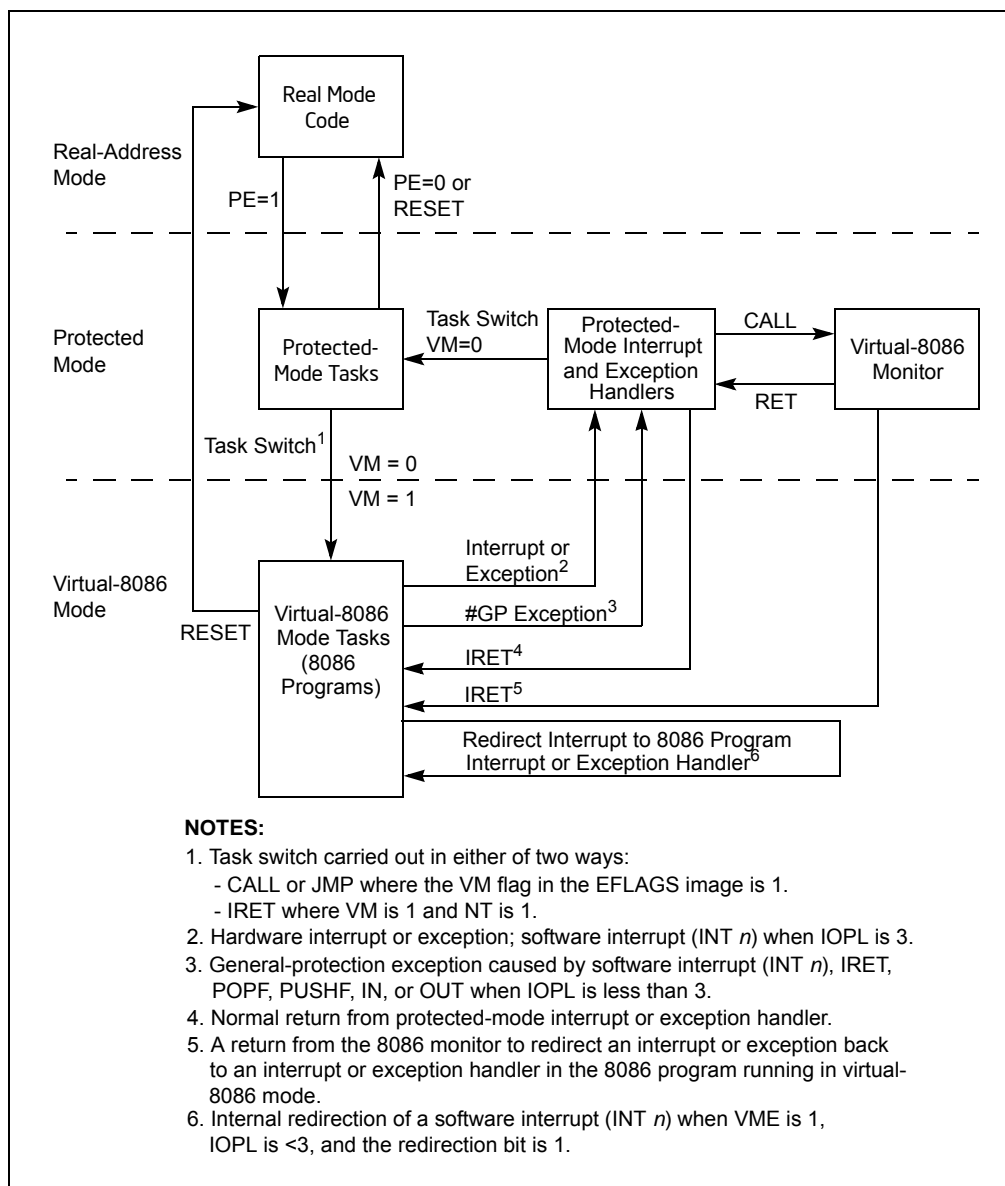 Real Mode
Code
Real-Address
Mode
PE=1
PE=0 or
RESET
Protected
Mode
Protected-
Mode Tasks
Task Switch
VM=0
Protected-
Mode Interrupt
and Exception
Handlers
CALL
RET
Virtual-8086
Monitor
Task Switch1
VM = 0
VM = 1
Virtual-8086
Mode
RESET
Virtual-8086
Mode Tasks
(8086
Programs)
Interrupt or
Exception2
#GP Exception3
IRET4
IRET5
Redirect Interrupt to 8086 Program
Interrupt or Exception Handler6
NOTES:
1. Task switch carried out in either of two ways:
- CALL or JMP where the VM flag in the EFLAGS image is 1.
- IRET where VM is 1 and NT is 1.
2. Hardware interrupt or exception; software interrupt (INT n) when IOPL is 3.
3. General-protection exception caused by software interrupt (INT n), IRET,
POPF, PUSHF, IN, or OUT when IOPL is less than 3.
4. Normal return from protected-mode interrupt or exception handler.
5. A return from the 8086 monitor to redirect an interrupt or exception back
to an interrupt or exception handler in the 8086 program running in virtual-
8086 mode.
6. Internal redirection of a software interrupt (INT n) when VME is 1,
IOPL is <3, and the redirection bit is 1.